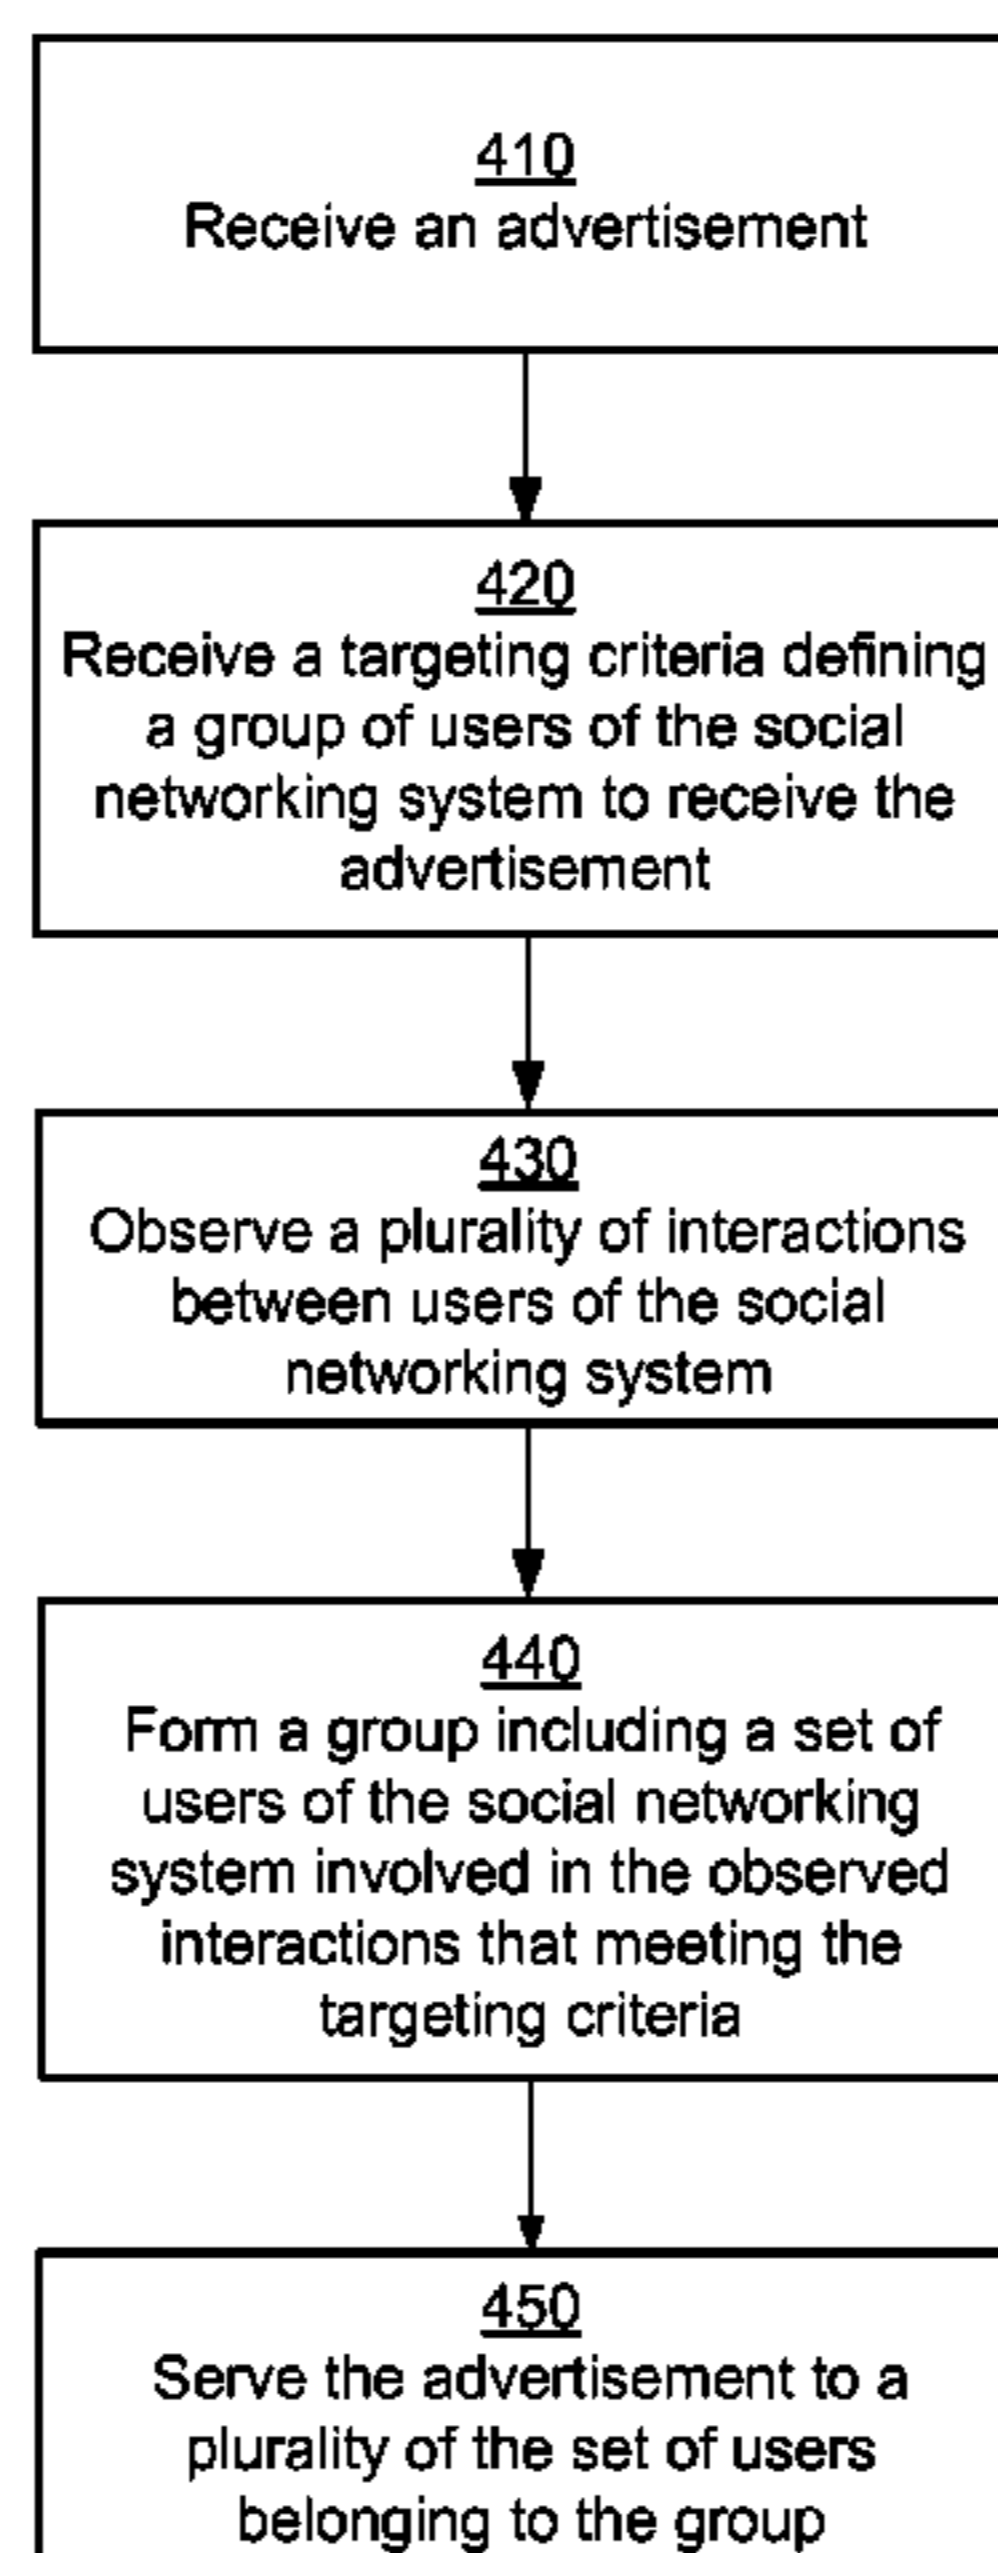 410
Receive an advertisement
420
Receive a targeting criteria defining
a group of users of the social
networking system to receive the
advertisement
430
Observe a plurality of interactions
between users of the social
networking system
440
Form a group including a set of
users of the social networking
system involved in the observed
interactions that meeting the
targeting criteria
450
Serve the advertisement to a
plurality of the set of users
belonging to the group